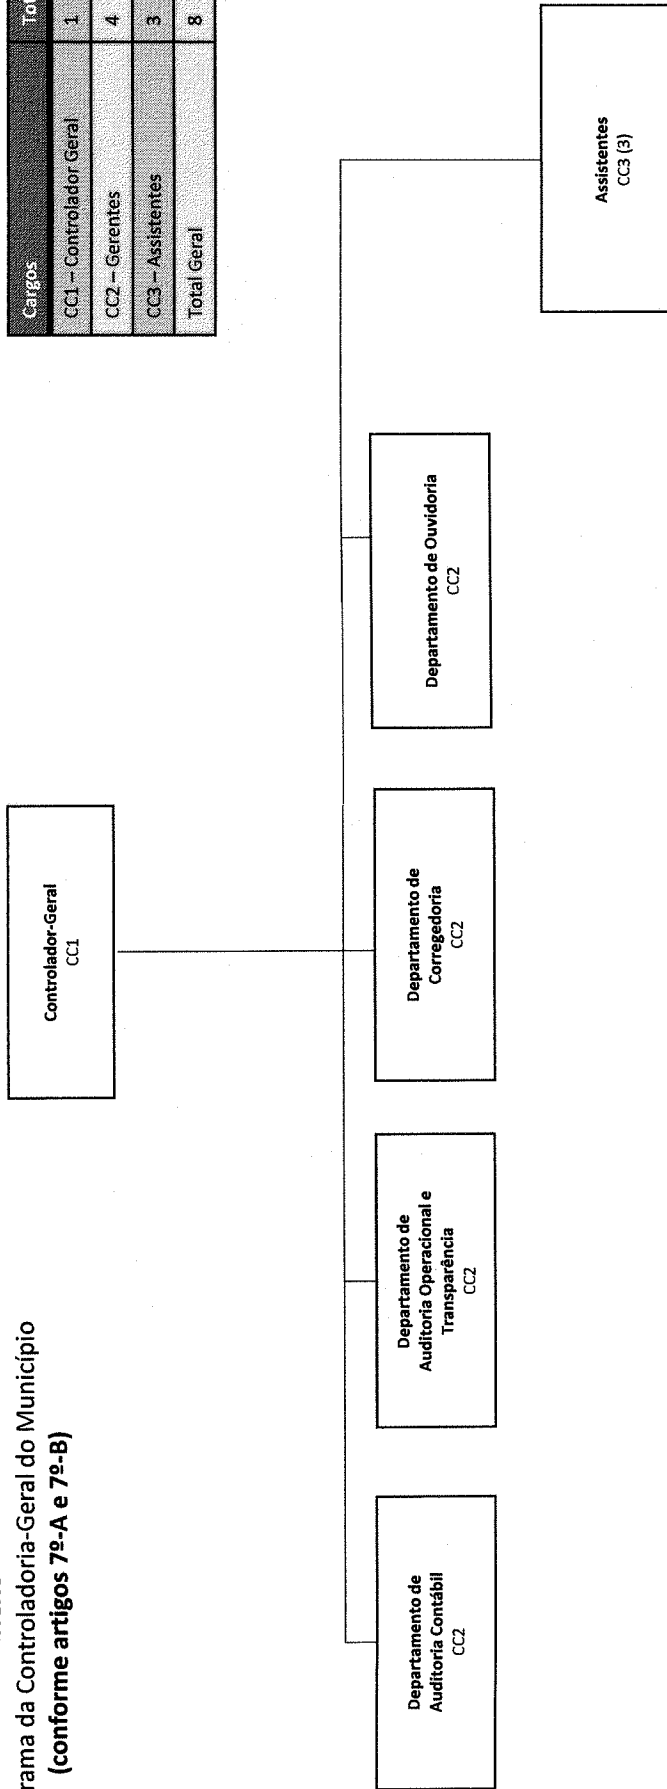 rama da Controladoria-Geral do Município
(conforme artigos 7º-A e 7º-B)
Cargos
CC1 – Controlador Geral 1
CC2 – Gerentes 4
CC3 – Assistentes 3
Total Geral 8
Controlador-Geral
CC1
Departamento de
Auditoria Contábil
CC2
Departamento de
Auditoria Operacional e
Transparência
CC2
Departamento de
Corregedoria
CC2
Departamento de Ouvidoria
CC2
Assistentes
CC3 (3)